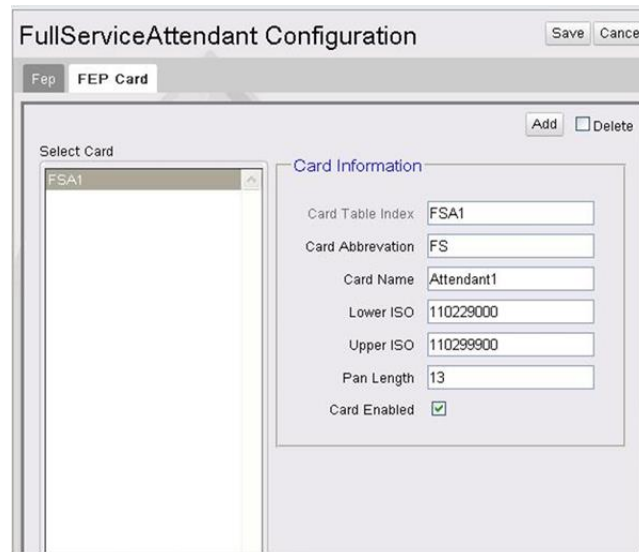 FullServiceAttendant Configuration
Save Cance
Fep FEP Card
Add Delete
Select Card
FSA1
Card Information
Card Table Index FSA1
Card Abbrevation FS
Card Name Attendant1
Lower ISO 110229000
Upper ISO 110299900
Pan Length 13
Card Enabled